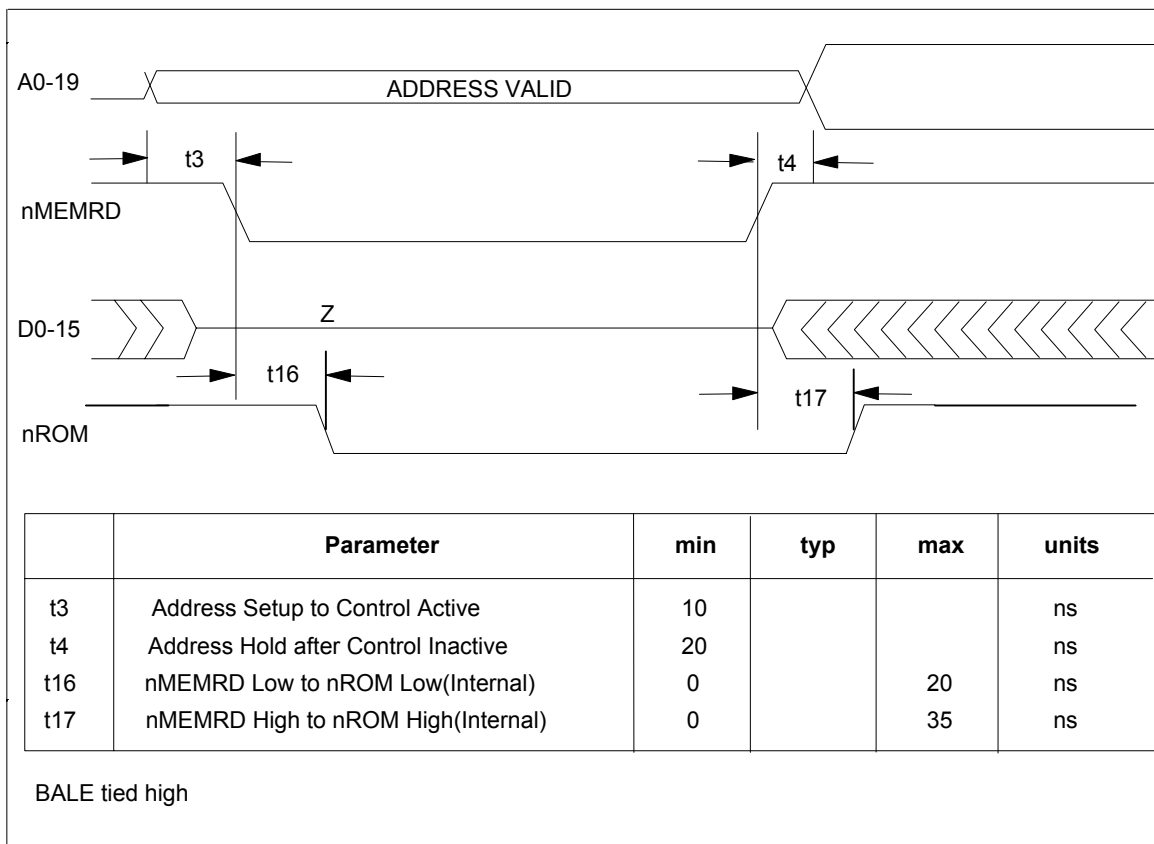 A0-19
ADDRESS VALID
t3
t4
nMEMRD
Z
D0-15
t16
t17
nROM
Parameter min typ max units
t3 Address Setup to Control Active 10 ns
t4 Address Hold after Control Inactive 20 ns
t16 nMEMRD Low to nROM Low(Internal) 0 20 ns
t17 nMEMRD High to nROM High(Internal) 0 35 ns
BALE tied high